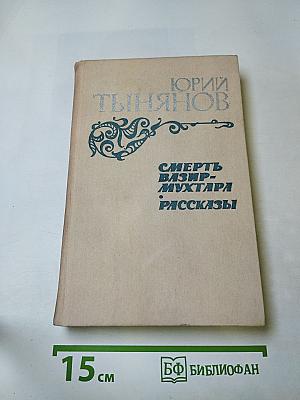 ЮРИЙ
ТЫНЯНОВ
СМЕРТЬ
ВАЗИР-
МУХТАРА
·
РАССКАЗЫ
15 см
БФ БИБЛИОФАН